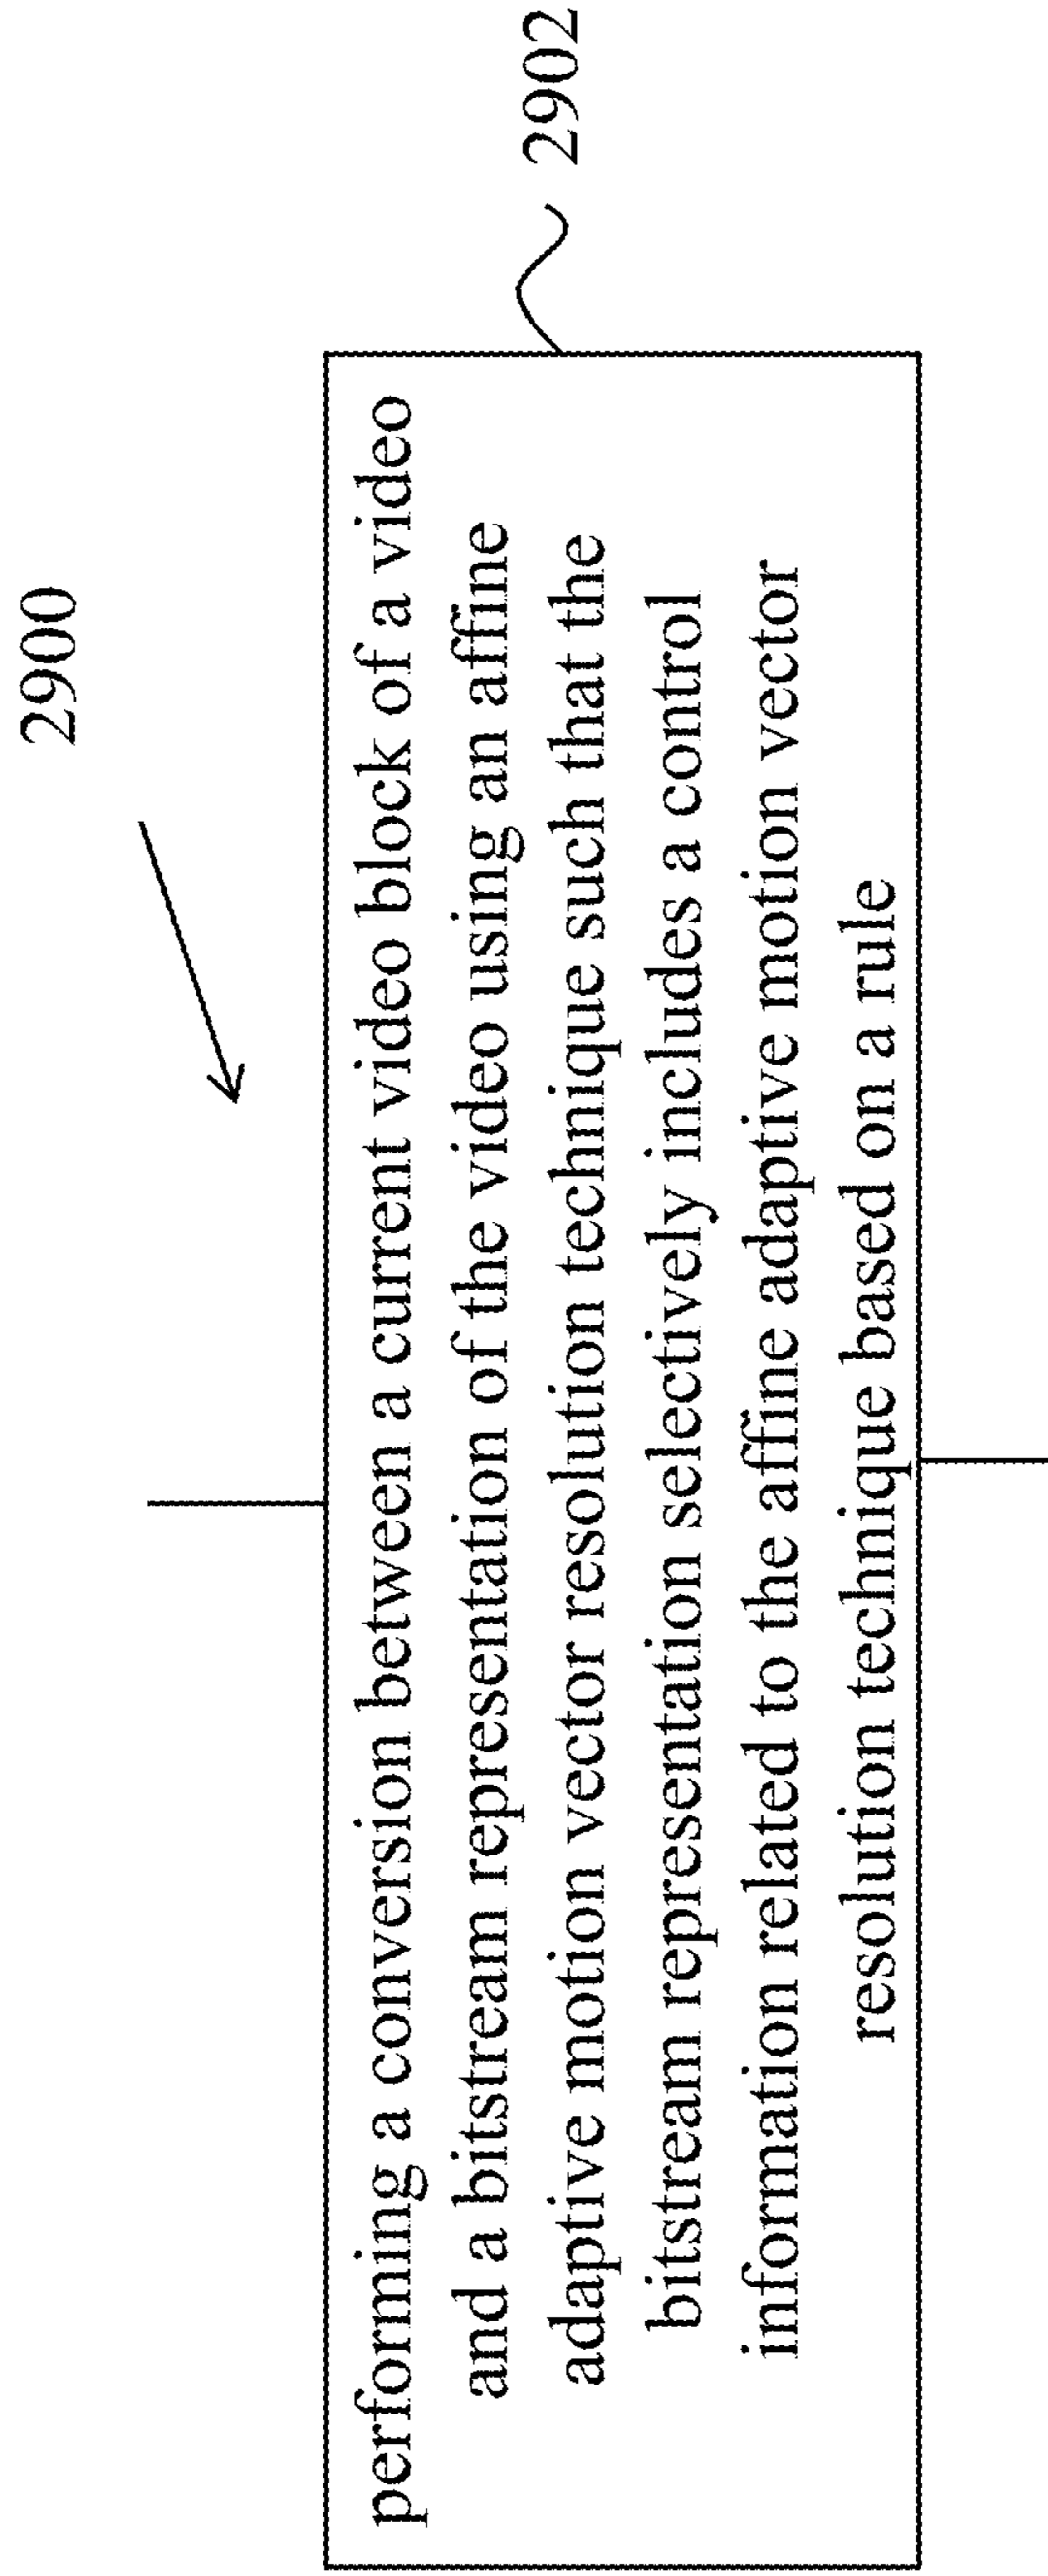 2900
2902
performing a conversion between a current video block of a video
and a bitstream representation of the video using an affine
adaptive motion vector resolution technique such that the
bitstream representation selectively includes a control
information related to the affine adaptive motion vector
resolution technique based on a rule